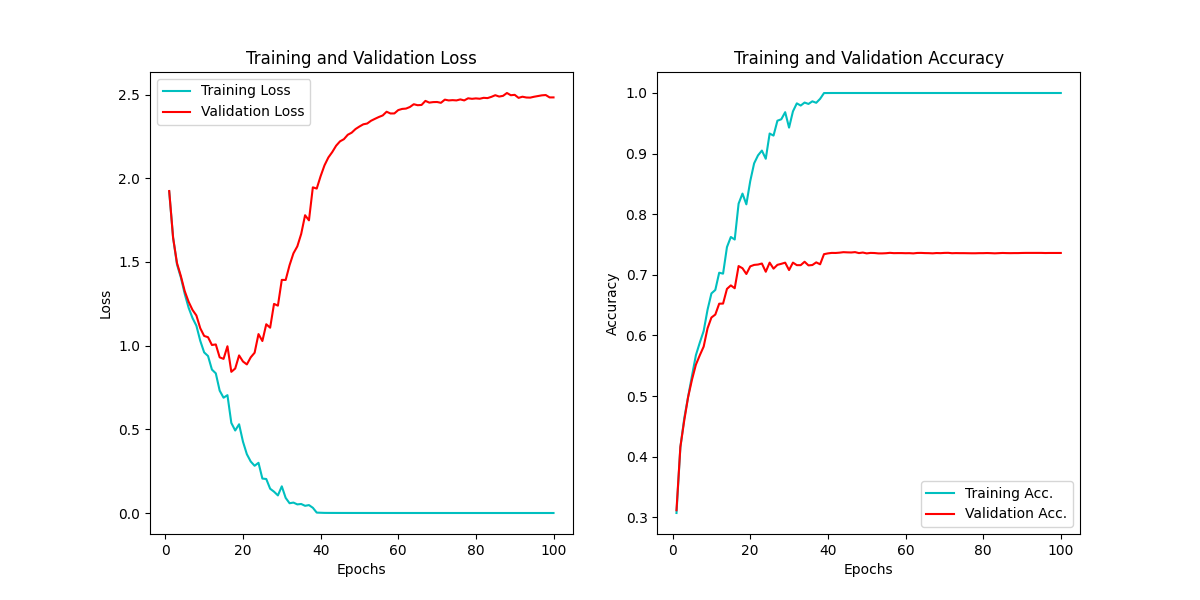 Training and Validation Loss
Training Loss
Validation Loss
2.5
2.0
1.5
1.0
0.5
0.0
Loss
0 20 40 60 80 100
Epochs
Training and Validation Accuracy
1.0
0.9
0.8
0.7
0.6
0.5
0.4
0.3
Accuracy
Training Acc.
Validation Acc.
0 20 40 60 80 100
Epochs